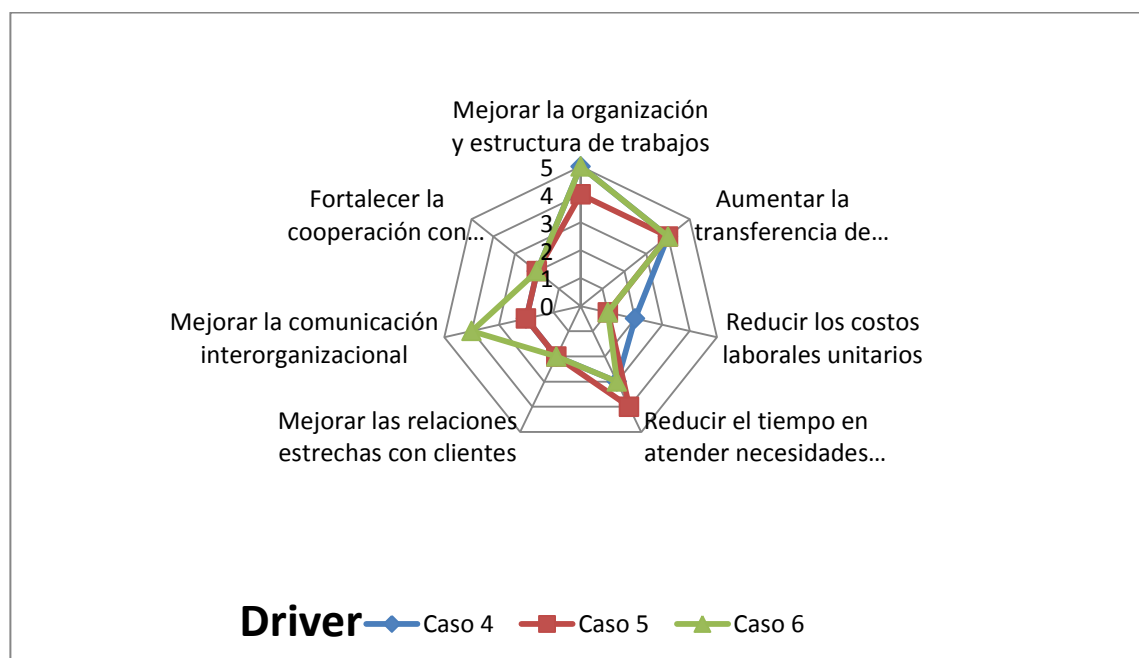 Mejorar la organización
y estructura de trabajos
Aumentar la
transferencia de...
Reducir los costos
laborales unitarios
Reducir el tiempo en
atender necesidades...
Mejorar las relaciones
estrechas con clientes
Mejorar la comunicación
interorganizacional
Fortalecer la
cooperación con...
5
4
3
2
1
0
Driver
Caso 4
Caso 5
Caso 6